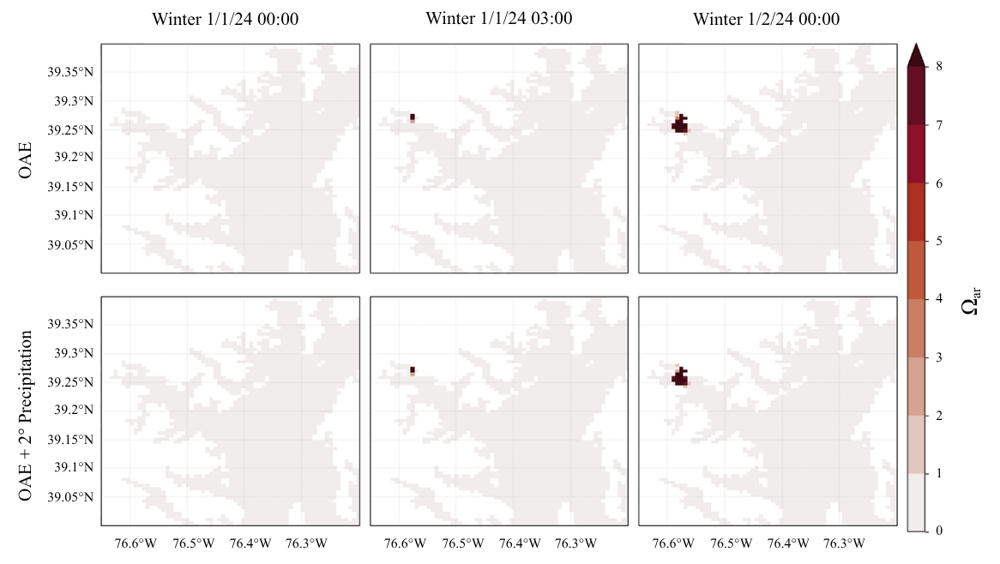 Winter 1/1/24 00:00
Winter 1/1/24 03:00
Winter 1/2/24 00:00
OAE
39.35°N
39.3°N
39.25°N
39.2°N
39.15°N
39.1°N
39.05°N
OAE + 2° Precipitation
39.35°N
39.3°N
39.25°N
39.2°N
39.15°N
39.1°N
39.05°N
76.6°W 76.5°W 76.4°W 76.3°W
76.6°W 76.5°W 76.4°W 76.3°W
76.6°W 76.5°W 76.4°W 76.3°W
8
7
6
5
4
3
2
1
0
Ωar